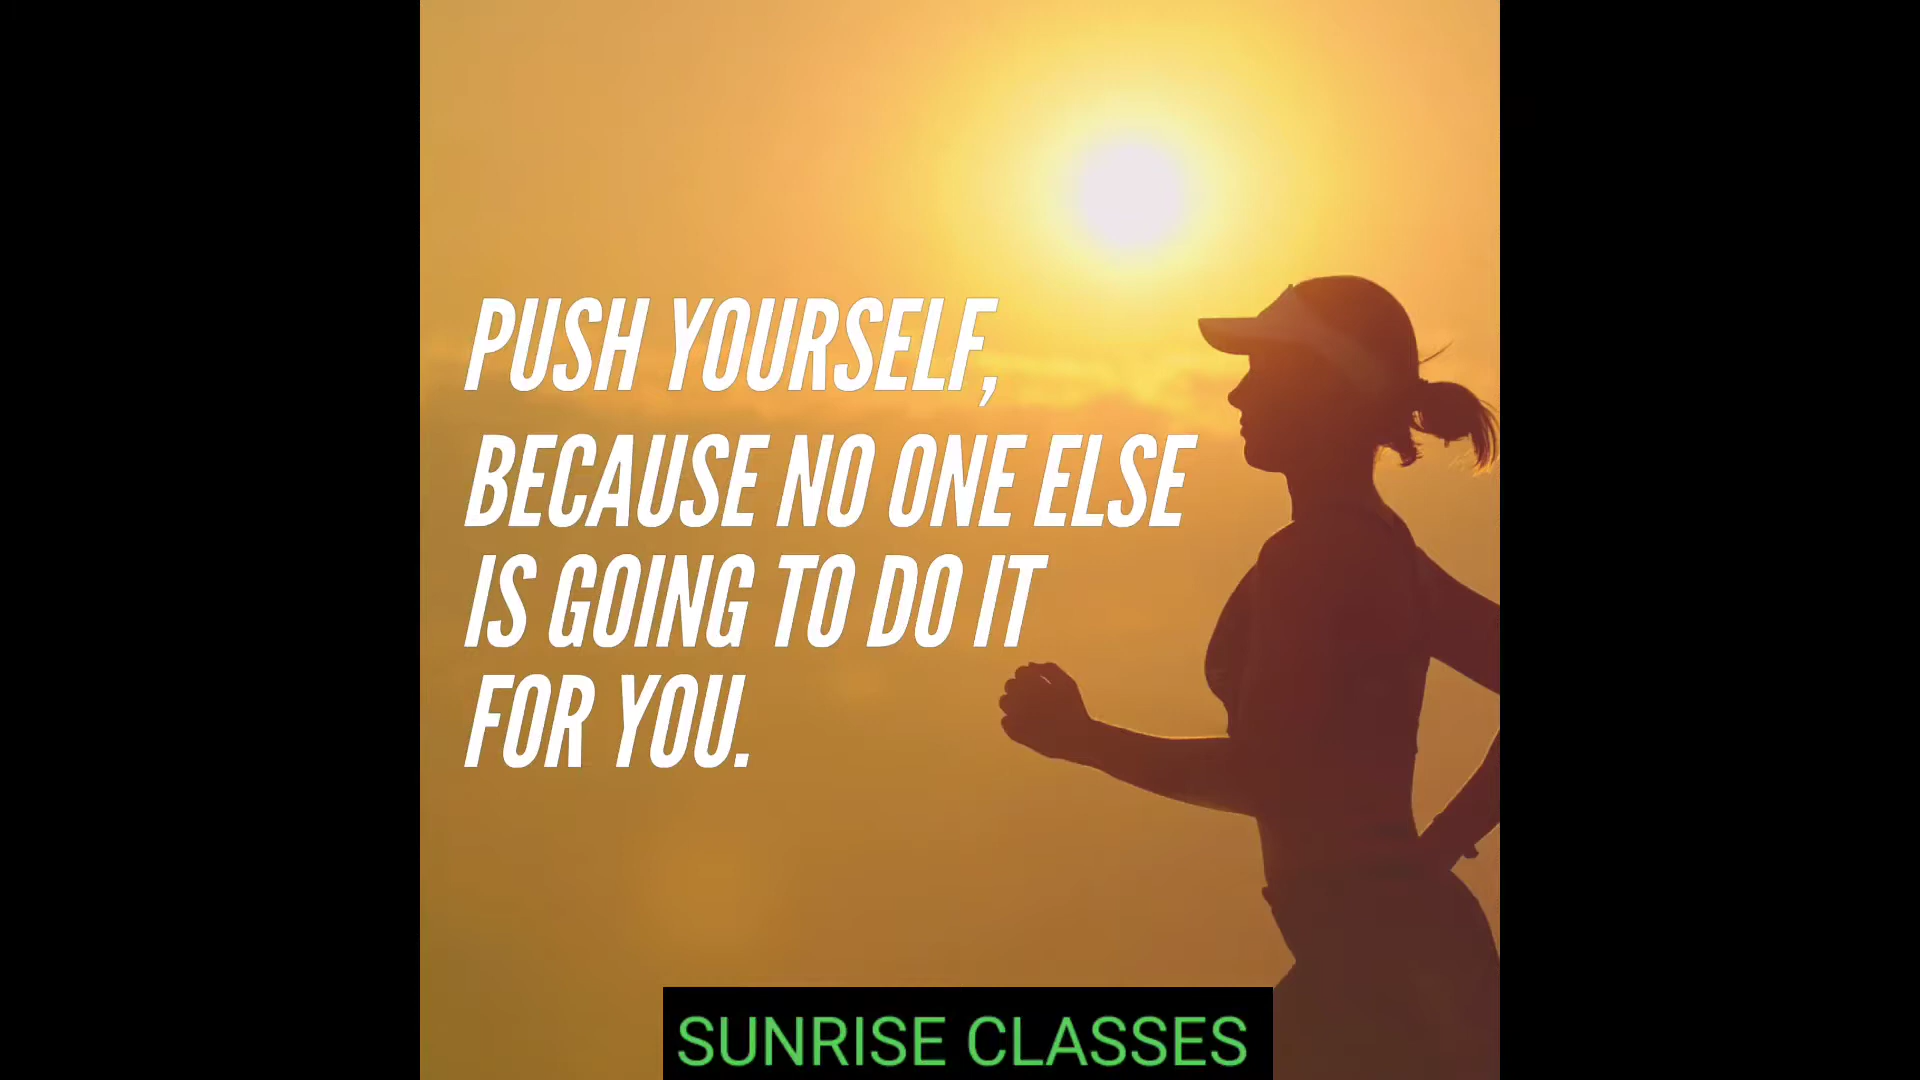 PUSH YOURSELF,
BECAUSE NO ONE ELSE
IS GOING TO DO IT
FOR YOU.
SUNRISE CLASSES